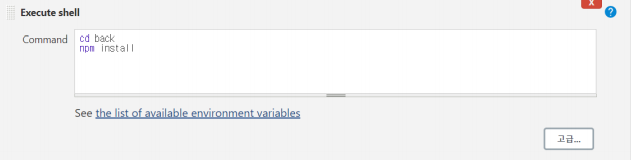 Execute shell
X
Command
cd back
npm install
See the list of available environment variables
고급...